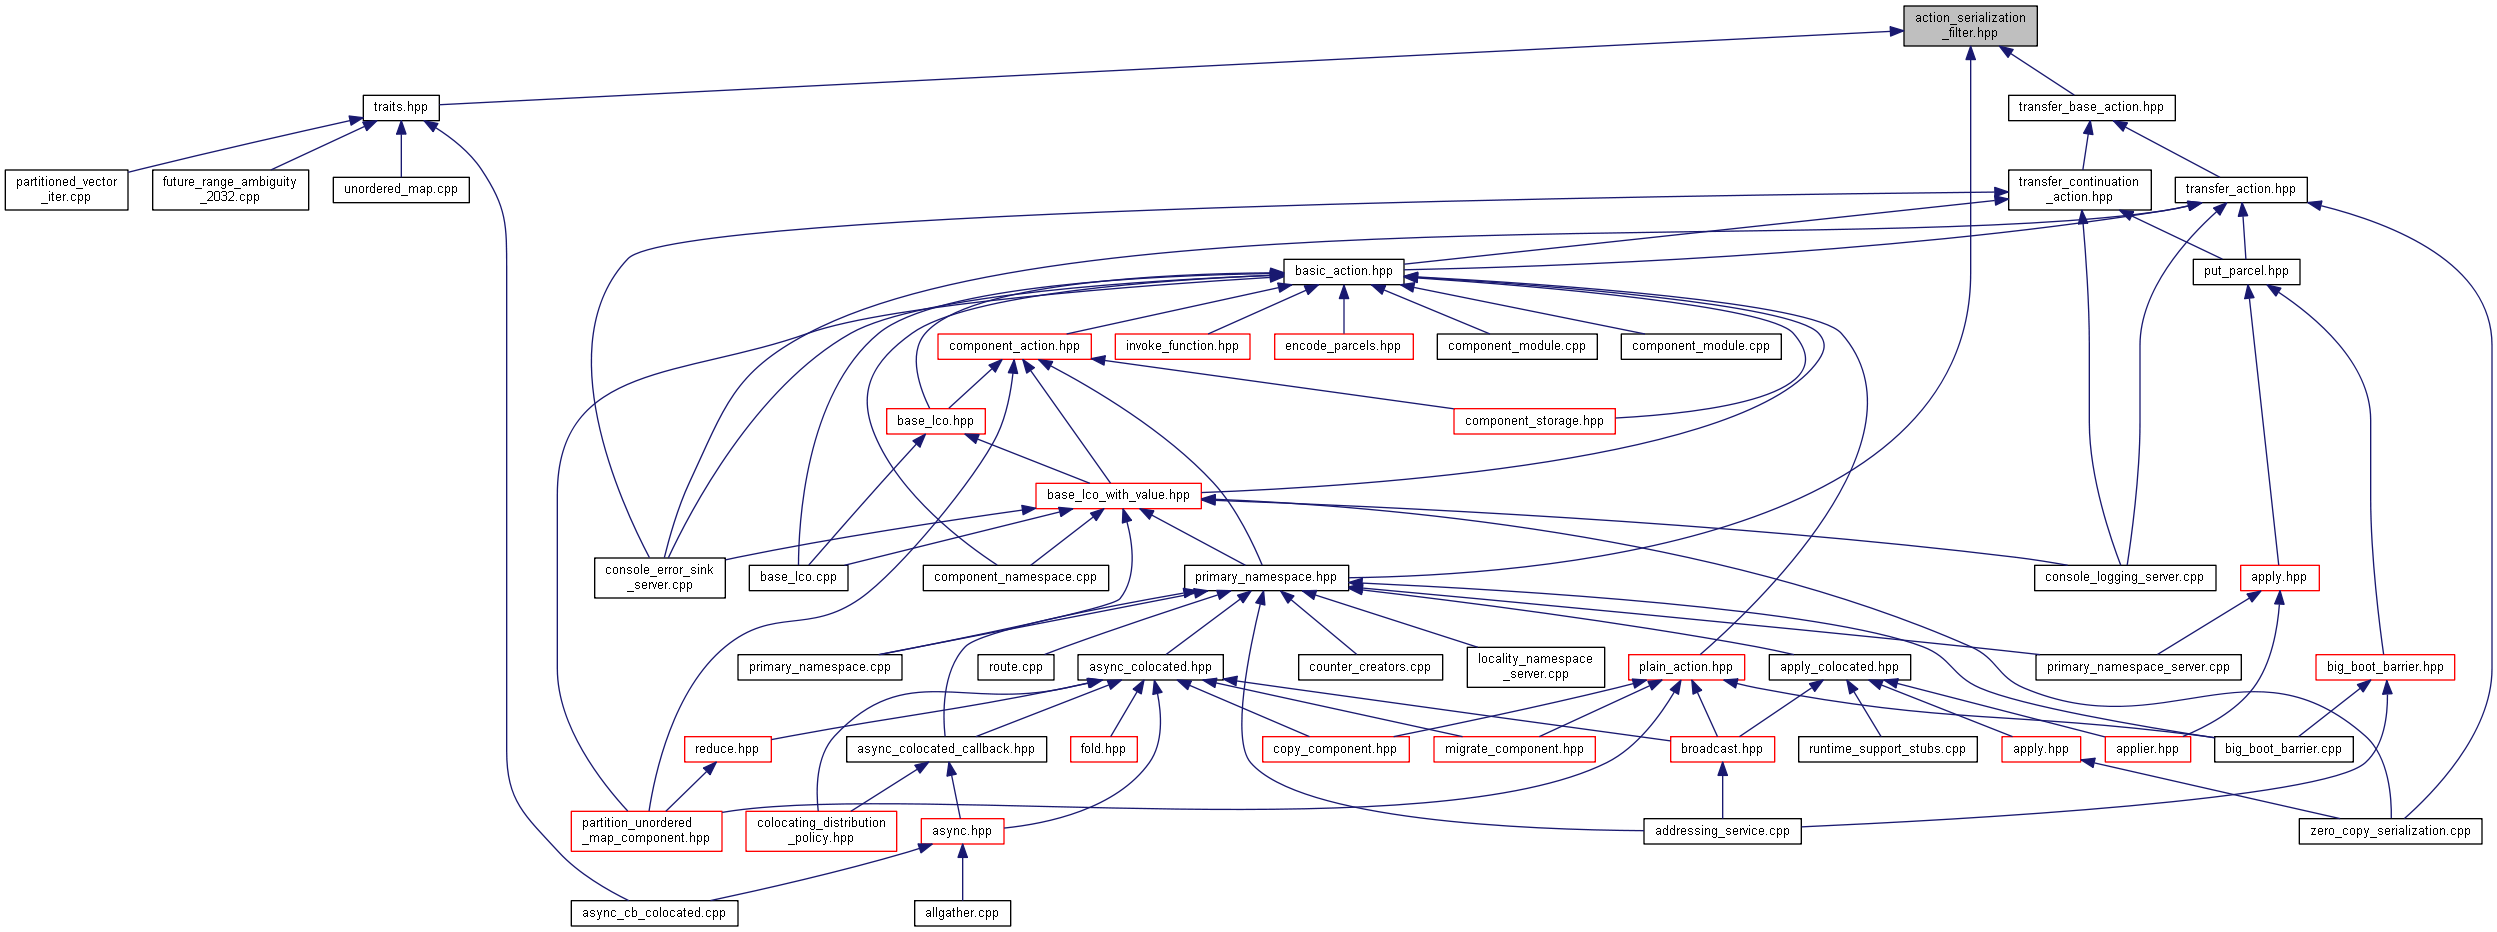 action_serialization
_filter.hpp
traits.hpp
transfer_base_action.hpp
partitioned_vector
_iter.cpp
future_range_ambiguity
_2032.cpp
unordered_map.cpp
transfer_continuation
_action.hpp
transfer_action.hpp
basic_action.hpp
put_parcel.hpp
component_action.hpp
invoke_function.hpp
encode_parcels.hpp
component_module.cpp
component_module.cpp
base_lco.hpp
component_storage.hpp
base_lco_with_value.hpp
console_error_sink
_server.cpp
base_lco.cpp
component_namespace.cpp
primary_namespace.hpp
console_logging_server.cpp
apply.hpp
primary_namespace.cpp
route.cpp
async_colocated.hpp
counter_creators.cpp
locality_namespace
_server.cpp
plain_action.hpp
apply_colocated.hpp
primary_namespace_server.cpp
big_boot_barrier.hpp
reduce.hpp
async_colocated_callback.hpp
fold.hpp
copy_component.hpp
migrate_component.hpp
broadcast.hpp
runtime_support_stubs.cpp
apply.hpp
applier.hpp
big_boot_barrier.cpp
partition_unordered
_map_component.hpp
colocating_distribution
_policy.hpp
async.hpp
addressing_service.cpp
zero_copy_serialization.cpp
async_cb_colocated.cpp
allgather.cpp